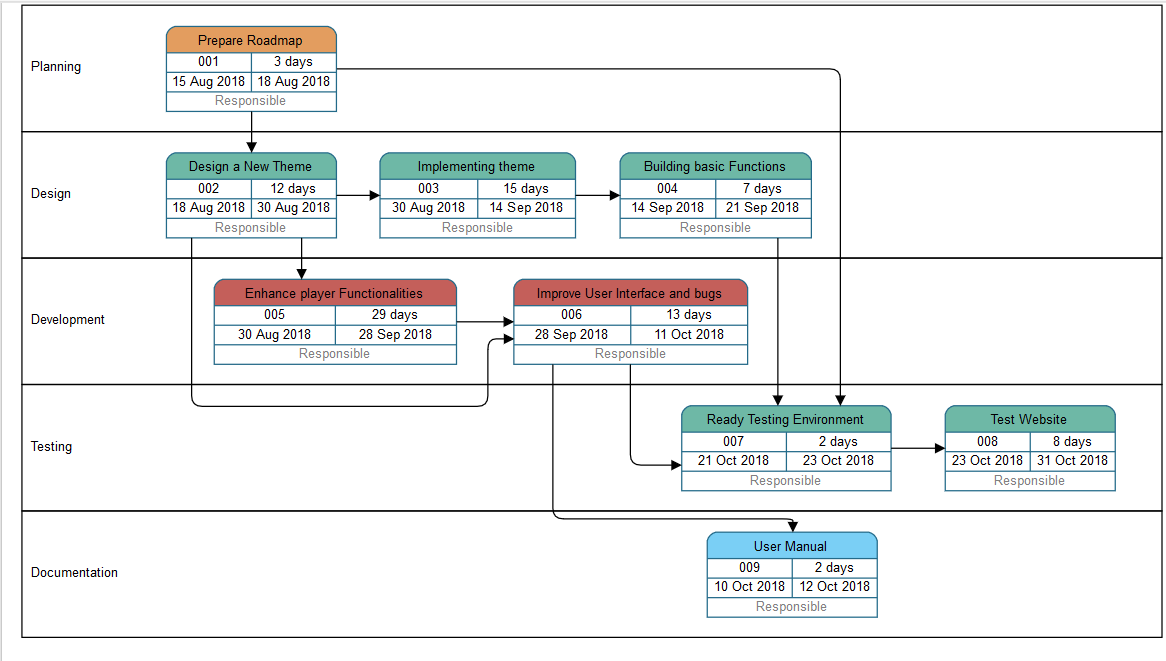 Planning
Prepare Roadmap
001 3 days
15 Aug 2018 18 Aug 2018
Responsible
Design
Design a New Theme
002 12 days
18 Aug 2018 30 Aug 2018
Responsible
Implementing theme
003 15 days
30 Aug 2018 14 Sep 2018
Responsible
Building basic Functions
004 7 days
14 Sep 2018 21 Sep 2018
Responsible
Development
Enhance player Functionalities
005 29 days
30 Aug 2018 28 Sep 2018
Responsible
Improve User Interface and bugs
006 13 days
28 Sep 2018 11 Oct 2018
Responsible
Testing
Ready Testing Environment
007 2 days
21 Oct 2018 23 Oct 2018
Responsible
Test Website
008 8 days
23 Oct 2018 31 Oct 2018
Responsible
Documentation
User Manual
009 2 days
10 Oct 2018 12 Oct 2018
Responsible